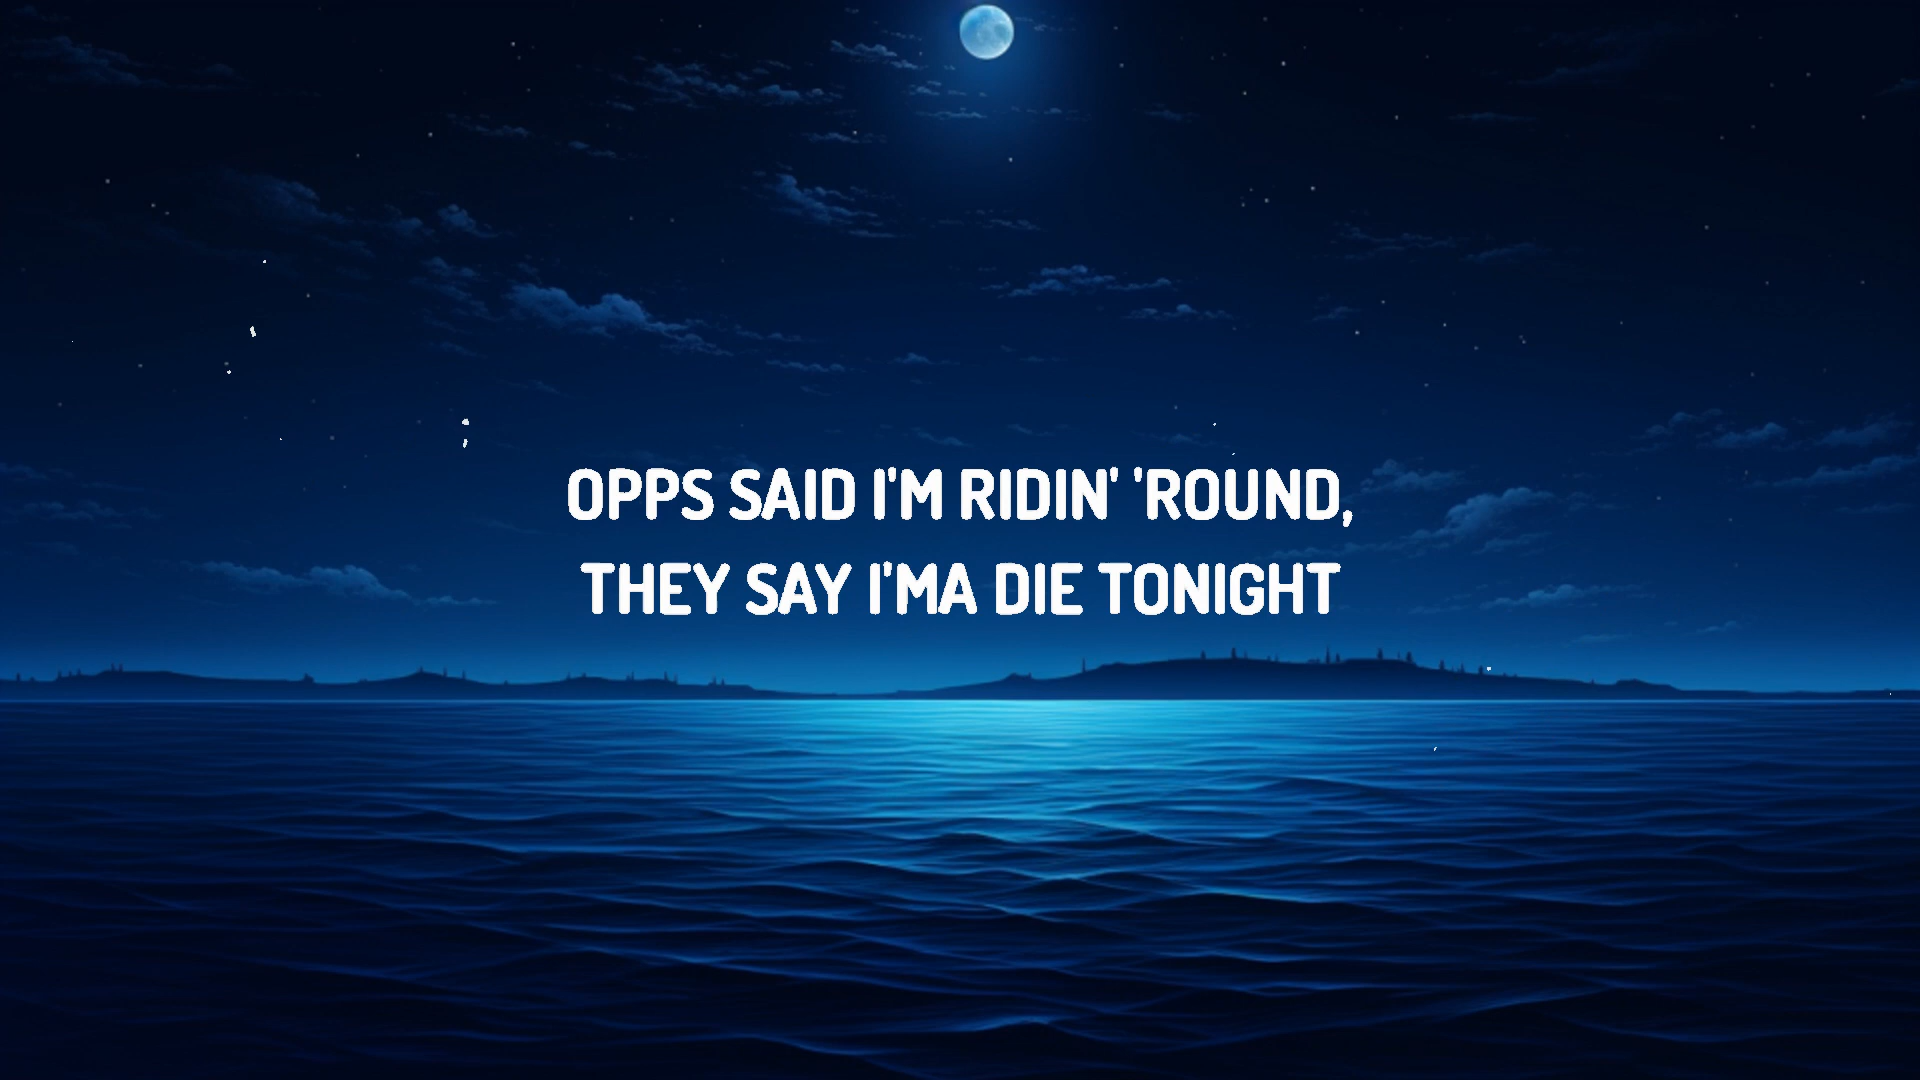 OPPS SAID I'M RIDIN' 'ROUND,
THEY SAY I'MA DIE TONIGHT